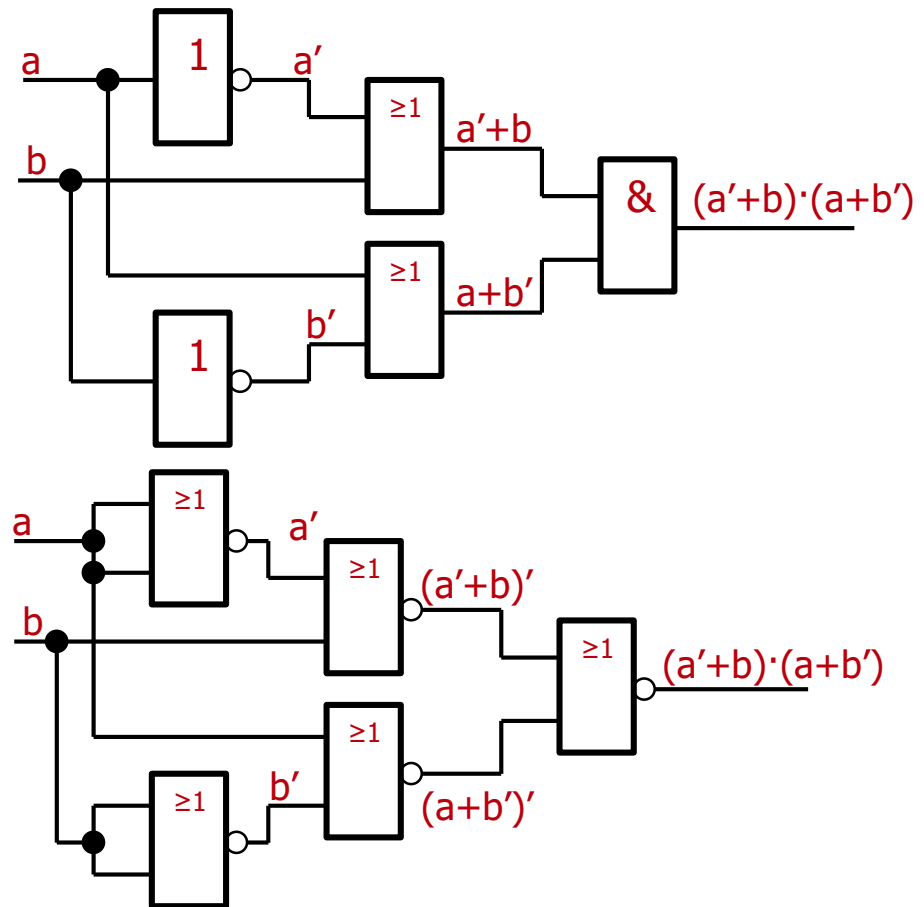 1
a
a′
≥1
a′+b
b
&
(a′+b)·(a+b′)
≥1
a+b′
b′
1
≥1
a
a′
≥1
(a′+b)′
b
≥1
(a′+b)·(a+b′)
≥1
b′
≥1
(a+b′)′